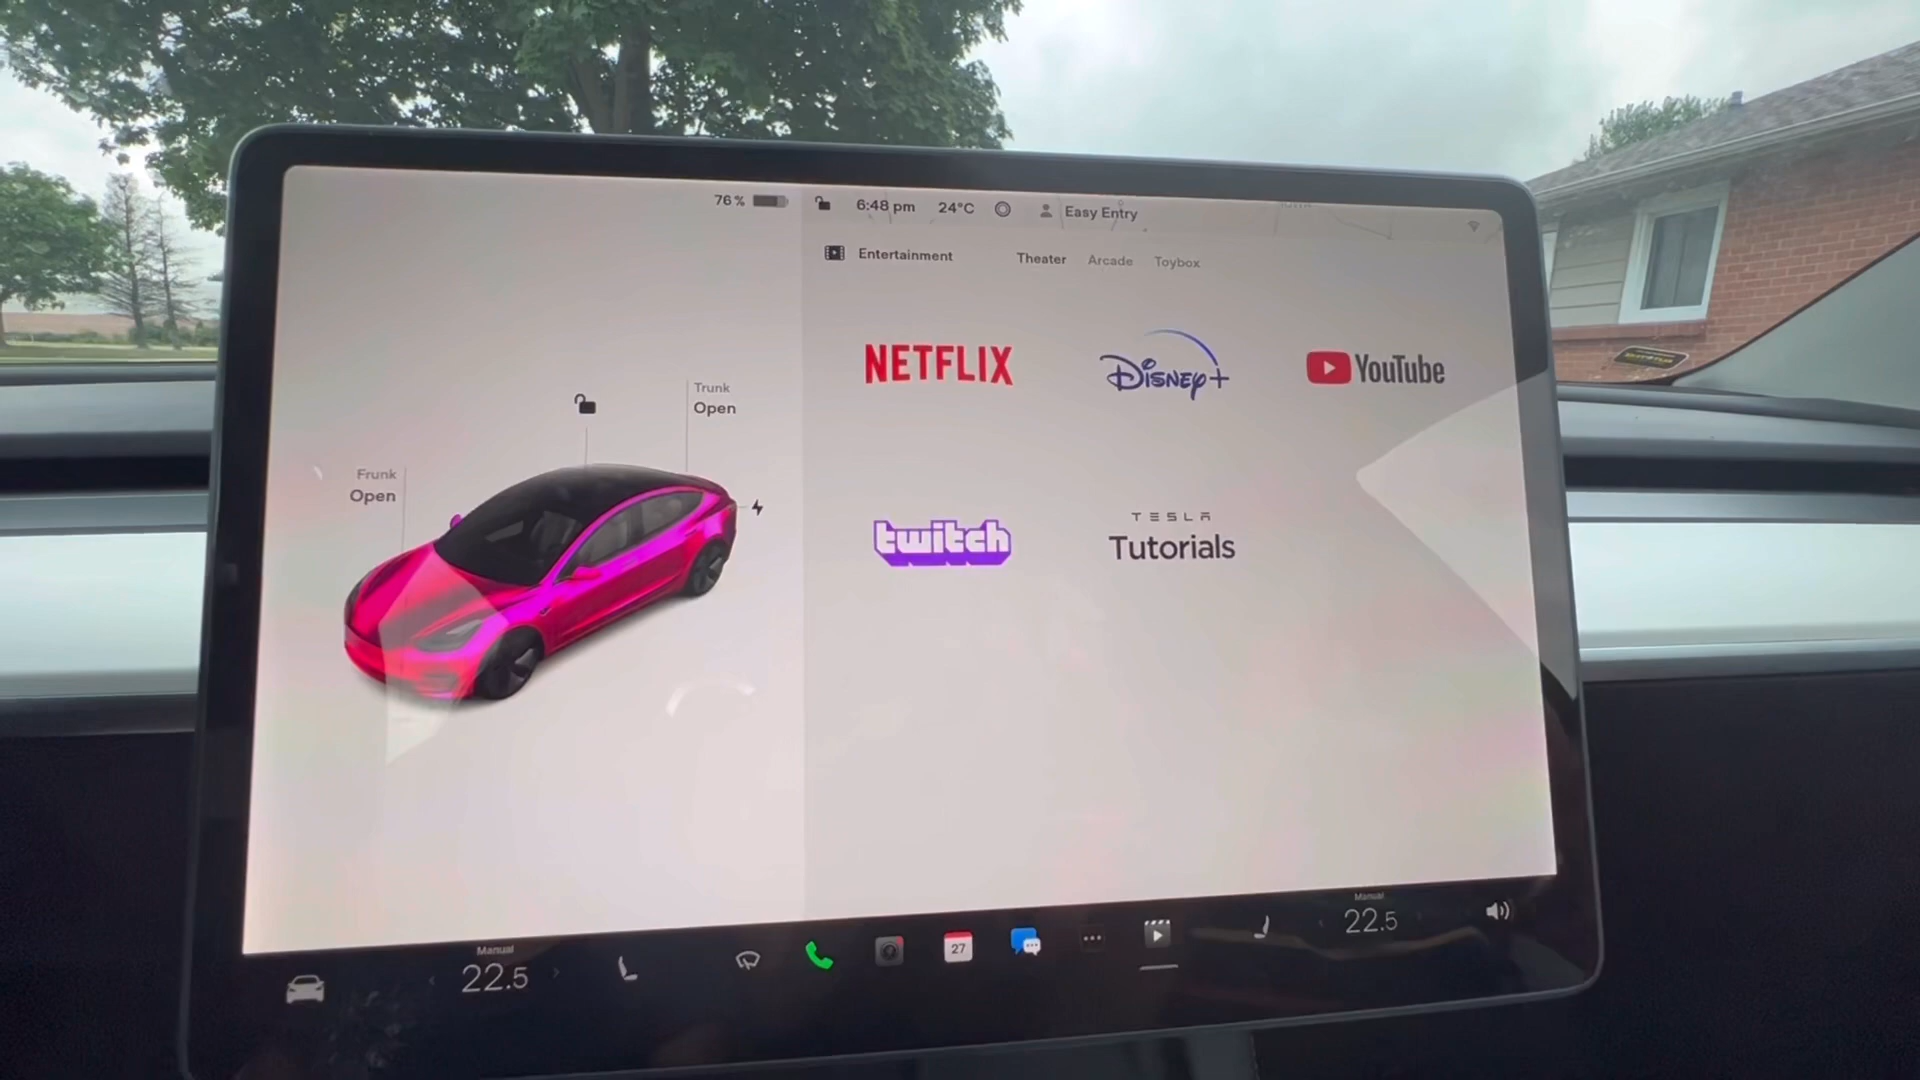 76%
6:48 pm
24°C
Easy Entry
Entertainment
Theater
Arcade
Toybox
NETFLIX
Disney+
YouTube
Trunk
Open
Frunk
Open
twitch
TESLA
Tutorials
Manual
22.5
27
Manual
22.5